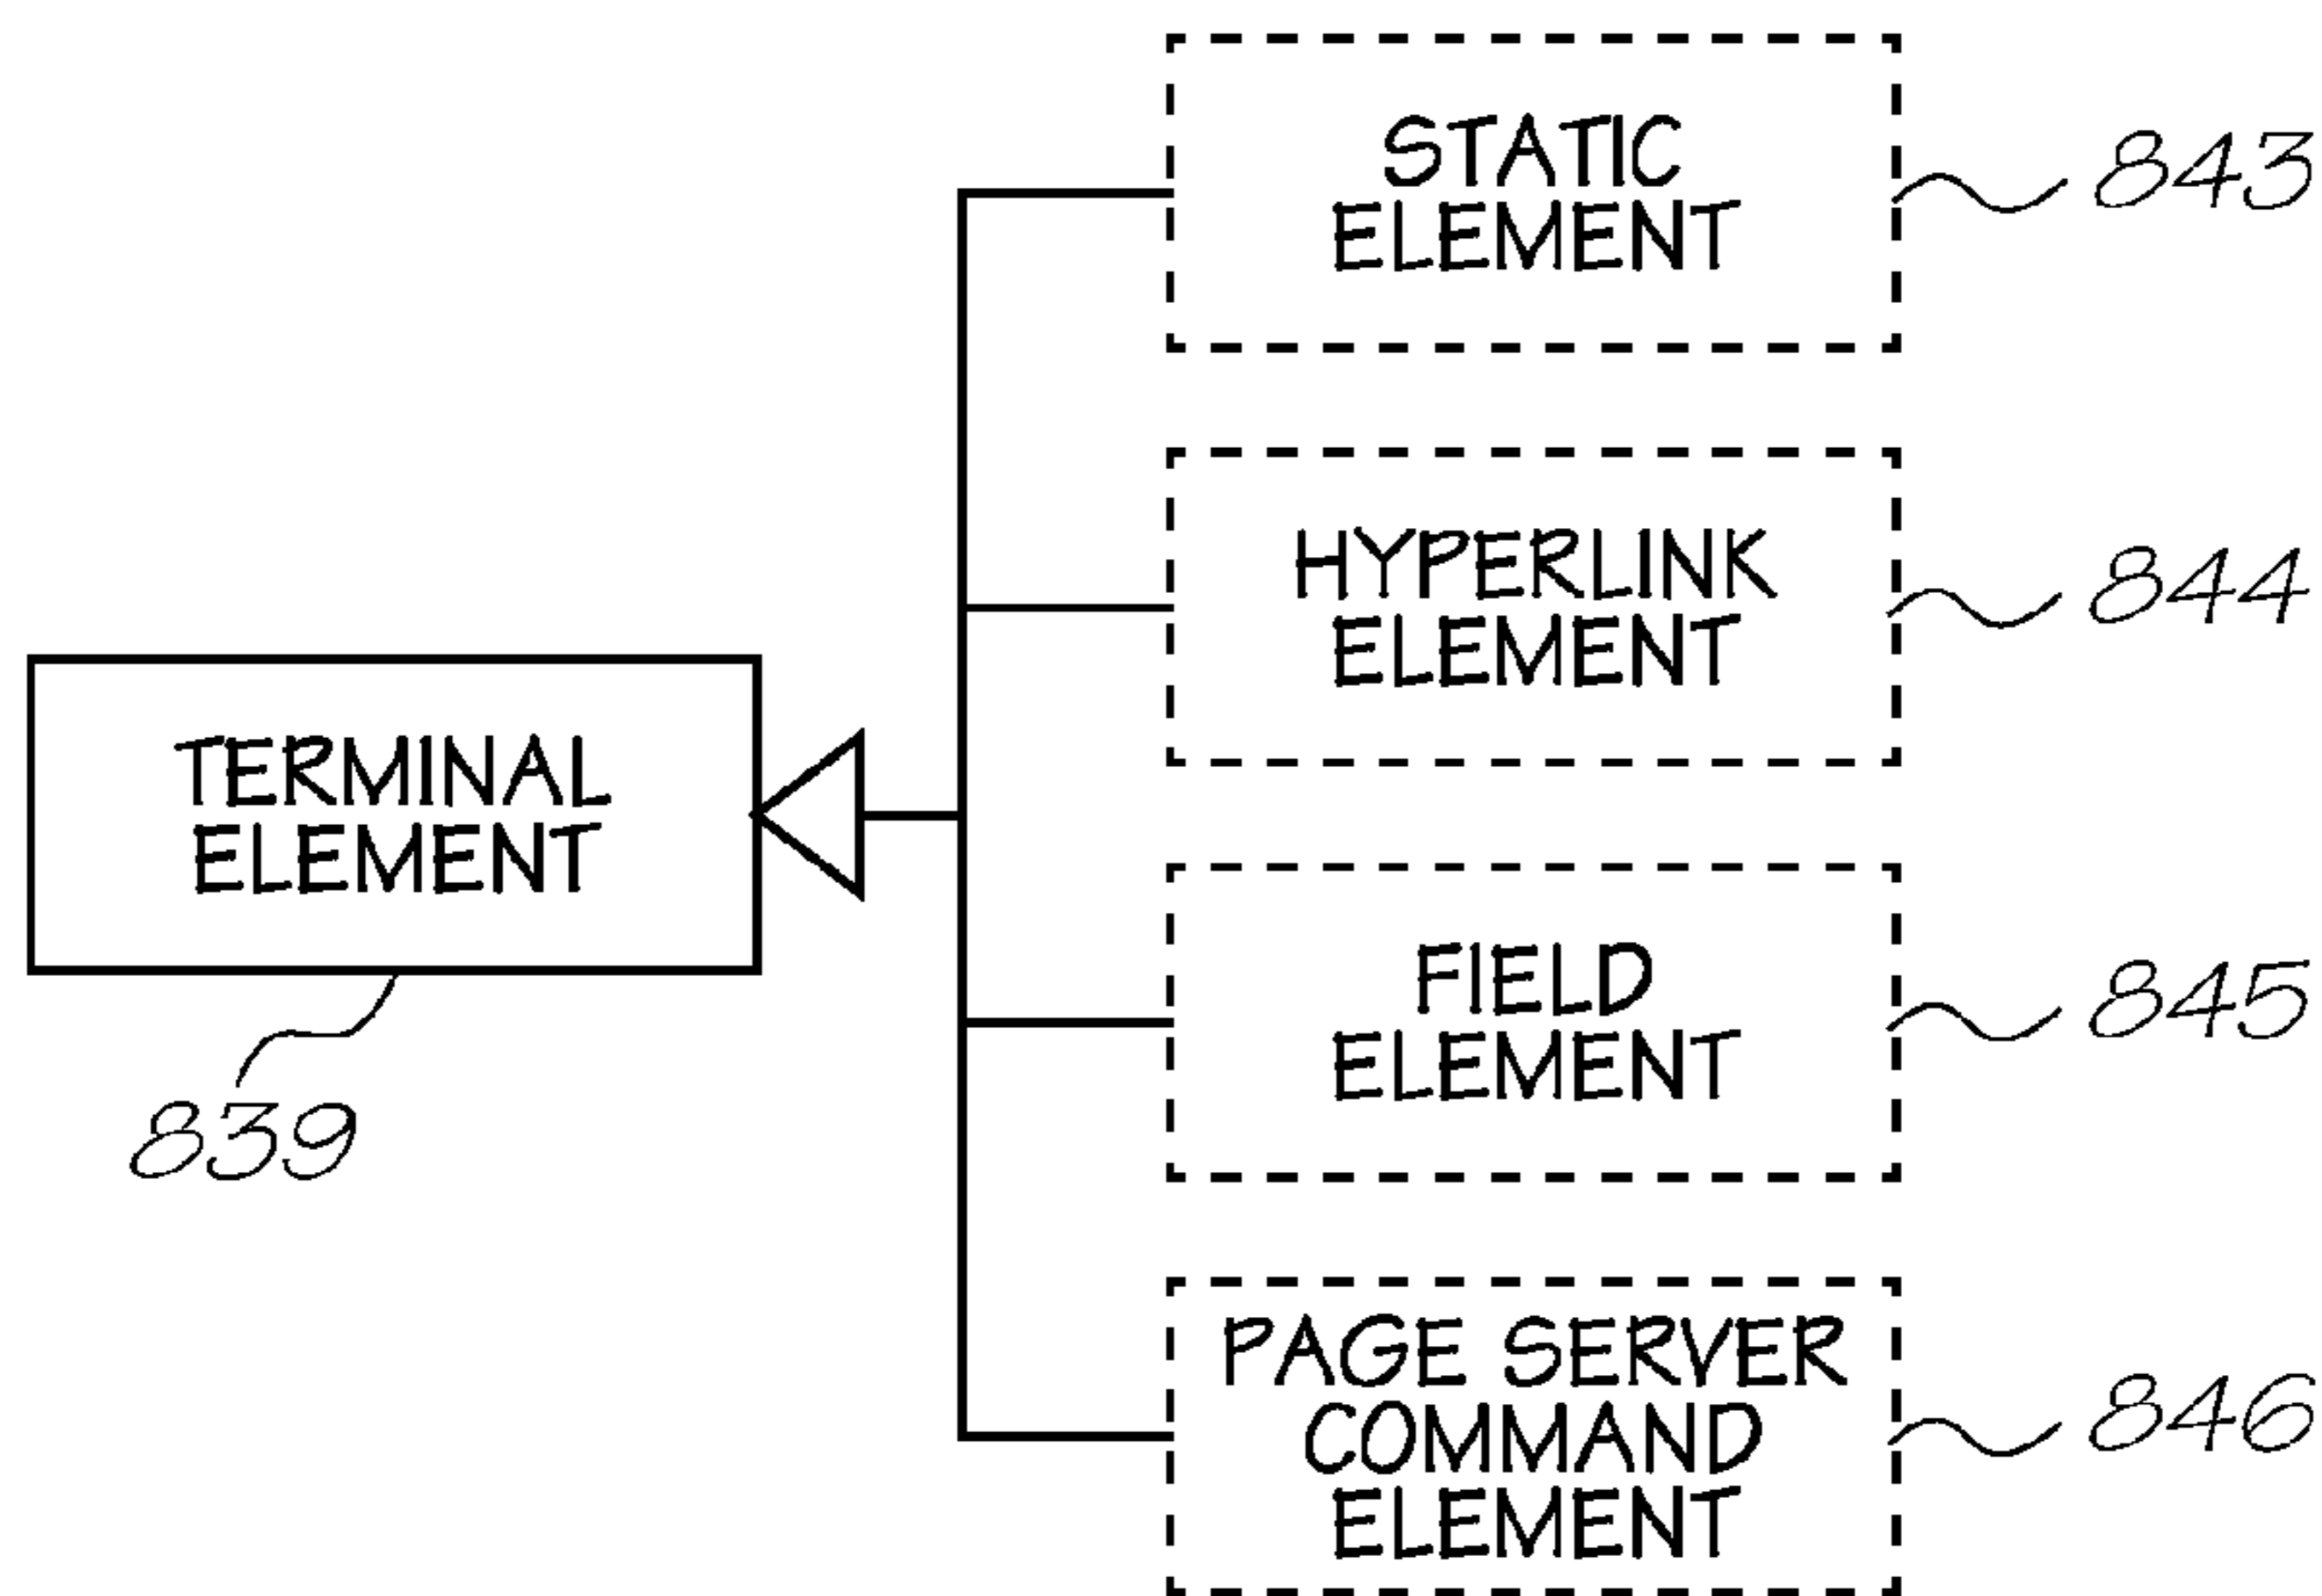 STATIC
ELEMENT
843
HYPERLINK
ELEMENT
844
TERMINAL
ELEMENT
839
FIELD
ELEMENT
845
PAGE SERVER
COMMAND
ELEMENT
846